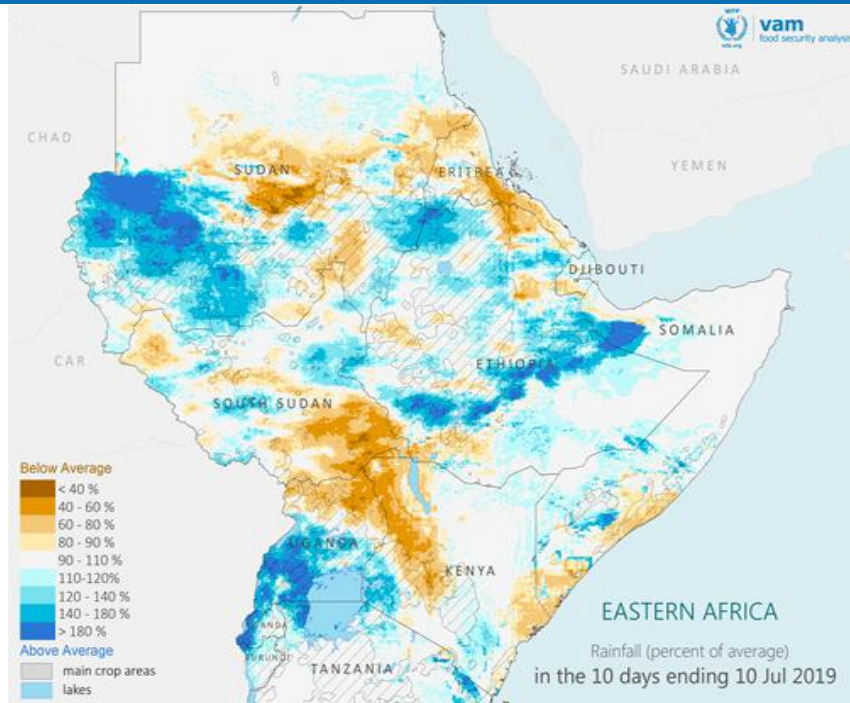 WFP
wfp.org
vam
food security analysis
SAUDI ARABIA
CHAD
YEMEN
SUDAN
ERITREA
DJIBOUTI
SOMALIA
CAR
ETHIOPIA
SOUTH SUDAN
Below Average
< 40 %
40 - 60 %
60 - 80 %
80 - 90 %
90 - 110 %
110-120%
120 - 140 %
140 - 180 %
> 180 %
Above Average
main crop areas
lakes
UGANDA
KENYA
BURUNDI
TANZANIA
EASTERN AFRICA
Rainfall (percent of average)
in the 10 days ending 10 Jul 2019